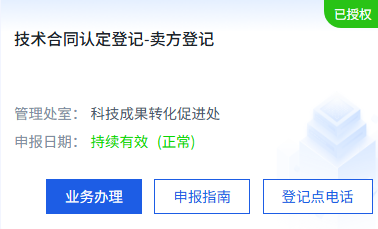 已授权
技术合同认定登记-卖方登记
管理处室： 科技成果转化促进处
申报日期： 持续有效 (正常)
业务办理 申报指南 登记点电话